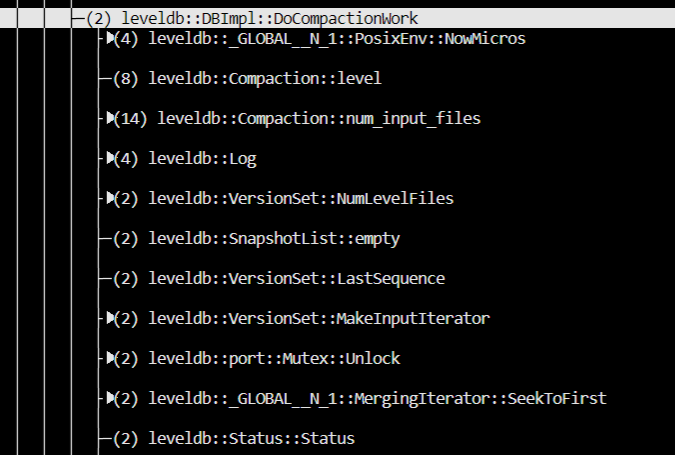 (2) leveldb::DBImpl::DoCompactionWork
(4) leveldb::_GLOBAL__N_1::PosixEnv::NowMicros
(8) leveldb::Compaction::level
(14) leveldb::Compaction::num_input_files
(4) leveldb::Log
(2) leveldb::VersionSet::NumLevelFiles
(2) leveldb::SnapshotList::empty
(2) leveldb::VersionSet::LastSequence
(2) leveldb::VersionSet::MakeInputIterator
(2) leveldb::port::Mutex::Unlock
(2) leveldb::_GLOBAL__N_1::MergingIterator::SeekToFirst
(2) leveldb::Status::Status